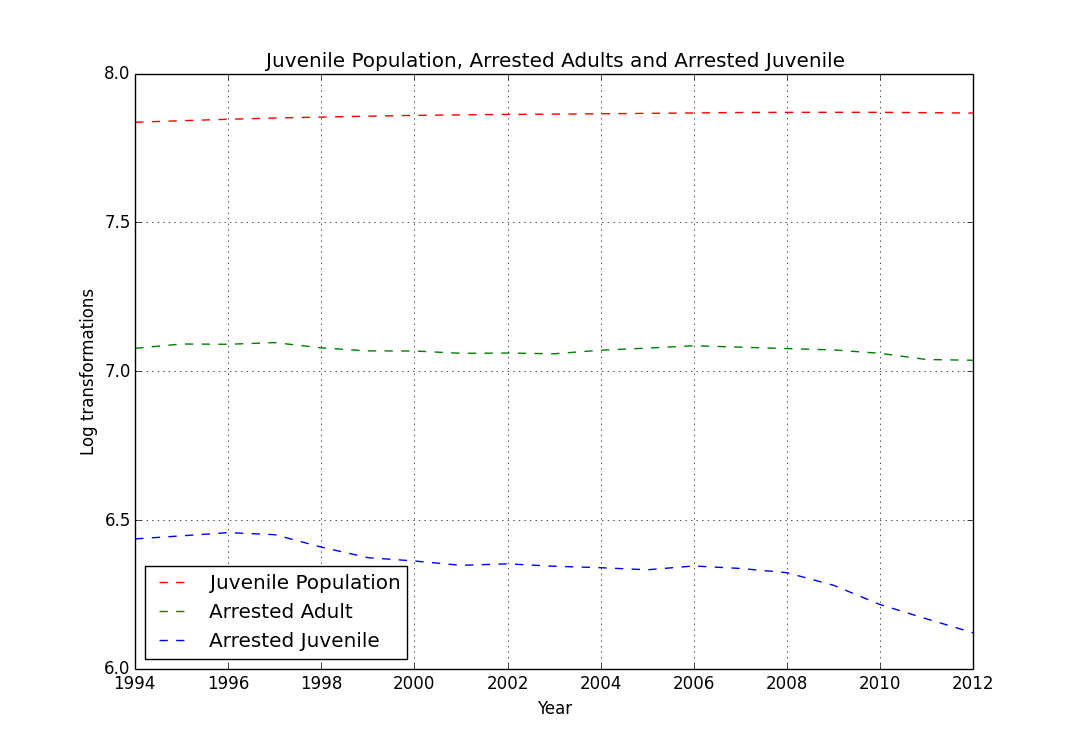 Juvenile Population, Arrested Adults and Arrested Juvenile
8.0
7.5
7.0
6.5
6.0
Log transformations
Juvenile Population
Arrested Adult
Arrested Juvenile
1994 1996 1998 2000 2002 2004 2006 2008 2010 2012
Year